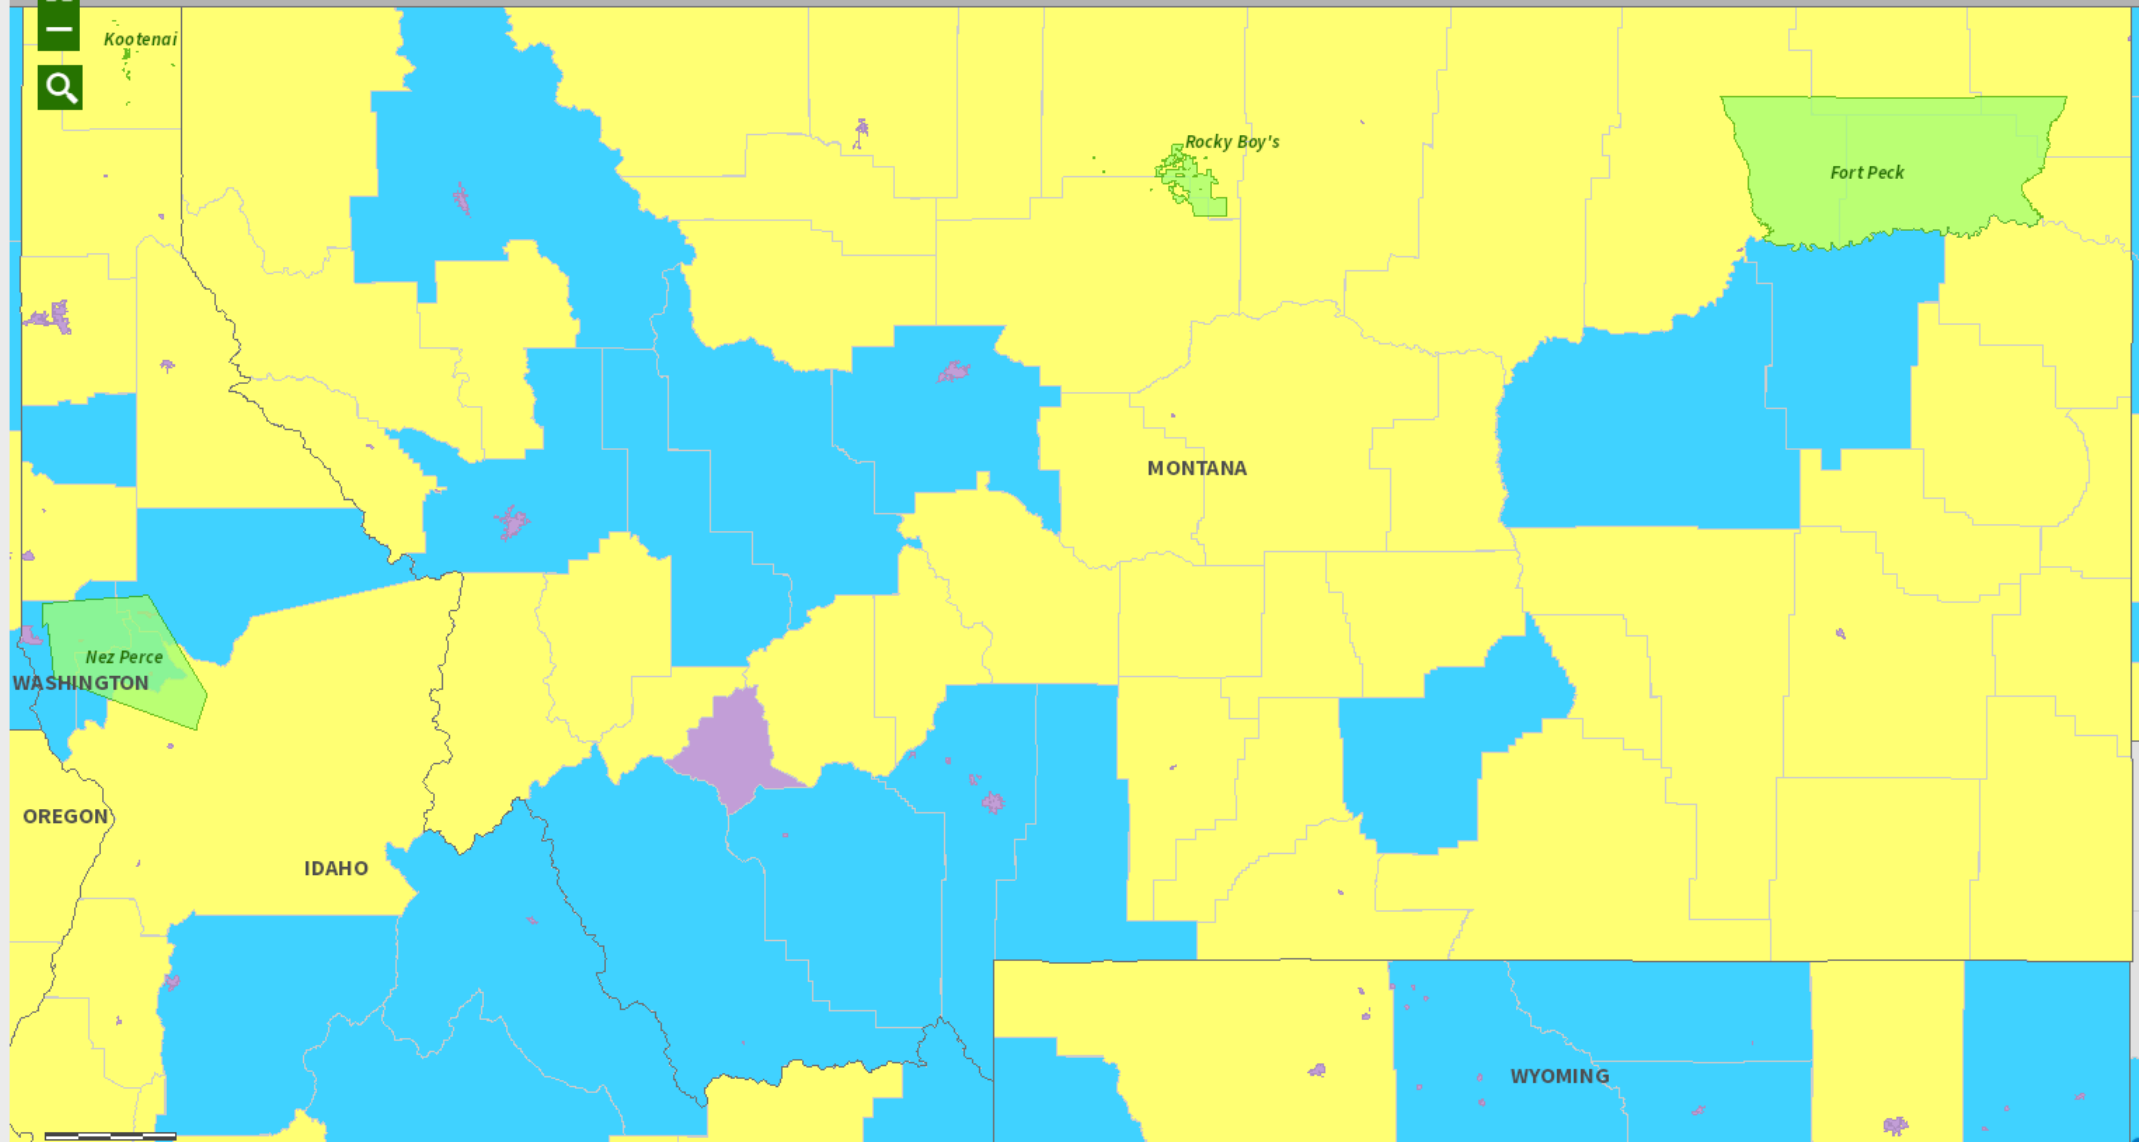 Kootenai
Rocky Boy's
Fort Peck
MONTANA
Nez Perce
WASHINGTON
OREGON
IDAHO
WYOMING